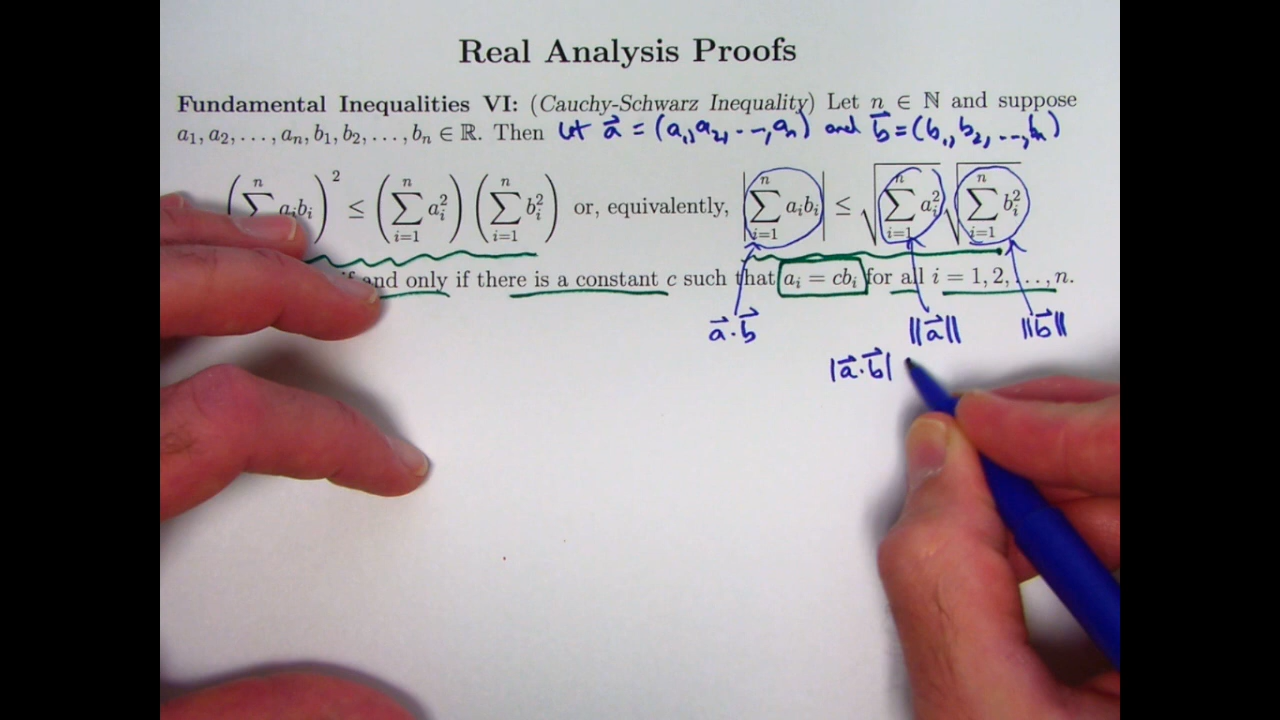 Real Analysis Proofs
Fundamental Inequalities VI: (Cauchy-Schwarz Inequality) Let n ∈ ℕ and suppose
a₁, a₂, . . . , aₙ, b₁, b₂, . . . , bₙ ∈ ℝ. Then Let a⃗ = (a₁, a₂, ..., aₙ) and b⃗ = (b₁, b₂, ..., bₙ)
(∑ᵢ₌₁ⁿ aᵢbᵢ)² ≤ (∑ᵢ₌₁ⁿ aᵢ²) (∑ᵢ₌₁ⁿ bᵢ²) or, equivalently, |∑ᵢ₌₁ⁿ aᵢbᵢ| ≤ √(∑ᵢ₌₁ⁿ aᵢ²) √(∑ᵢ₌₁ⁿ bᵢ²)
if and only if there is a constant c such that aᵢ = cbᵢ for all i = 1, 2, . . . , n.
a⃗ · b⃗ ||a⃗|| ||b⃗||
|a⃗ · b⃗|